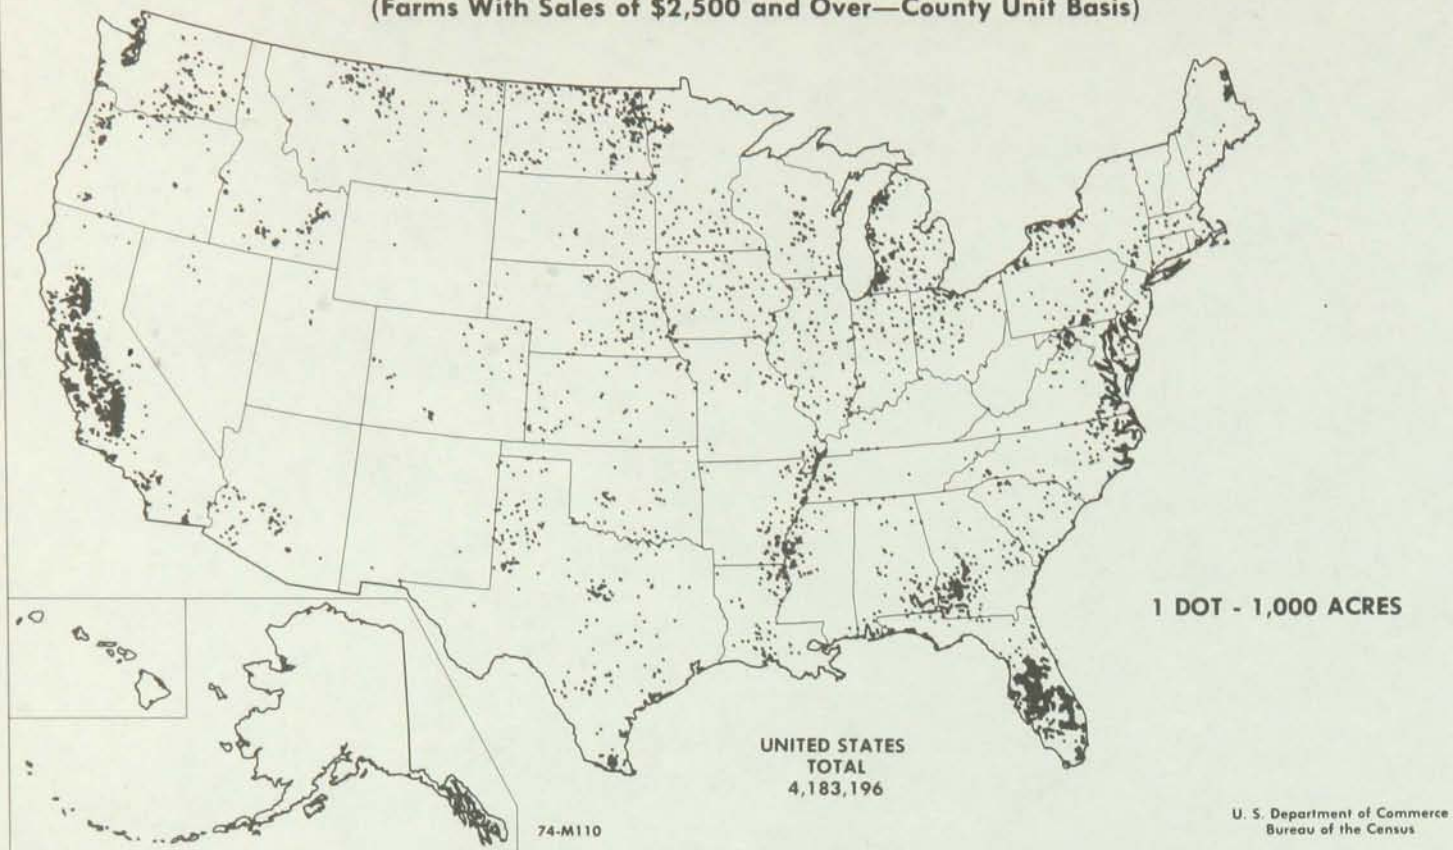 (Farms With Sales of $2,500 and Over—County Unit Basis)
1 DOT - 1,000 ACRES
UNITED STATES
TOTAL
4,183,196
74-M110
U. S. Department of Commerce
Bureau of the Census